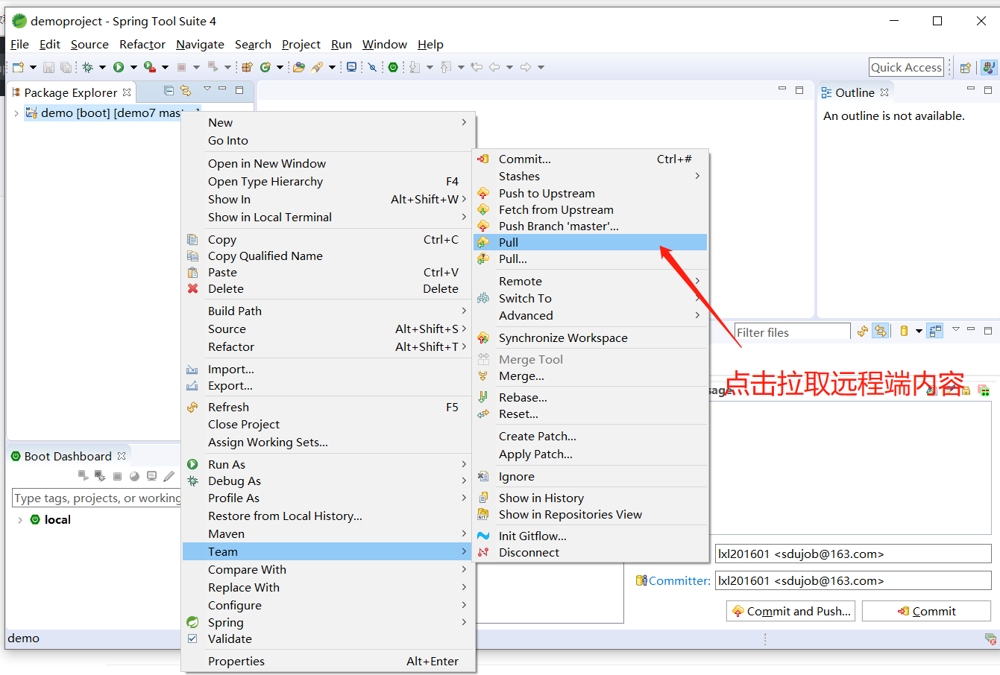 demoproject - Spring Tool Suite 4
File Edit Source Refactor Navigate Search Project Run Window Help
Quick Access
Package Explorer
demo [boot] [demo7
Outline
An outline is not available.
New
Go Into
Open in New Window
Open Type Hierarchy F4
Show In Alt+Shift+W
Show in Local Terminal
Copy Ctrl+C
Copy Qualified Name
Paste Ctrl+V
Delete Delete
Build Path
Source Alt+Shift+S
Refactor Alt+Shift+T
Import...
Export...
Refresh F5
Close Project
Assign Working Sets...
Run As
Debug As
Profile As
Restore from Local History...
Maven
Team
Compare With
Replace With
Configure
Spring
Validate
Properties Alt+Enter
Commit... Ctrl+#
Stashes
Push to Upstream
Fetch from Upstream
Push Branch 'master'...
Pull
Pull...
Remote
Switch To
Advanced
Synchronize Workspace
Merge Tool
Merge...
Rebase...
Reset...
Create Patch...
Apply Patch...
Ignore
Show in History
Show in Repositories View
Init Gitflow...
Disconnect
Filter files
点击拉取远程端内容
Boot Dashboard
Type tags, projects, or working
local
lxl201601 <sdujob@163.com>
Committer: lxl201601 <sdujob@163.com>
Commit and Push...
Commit
demo